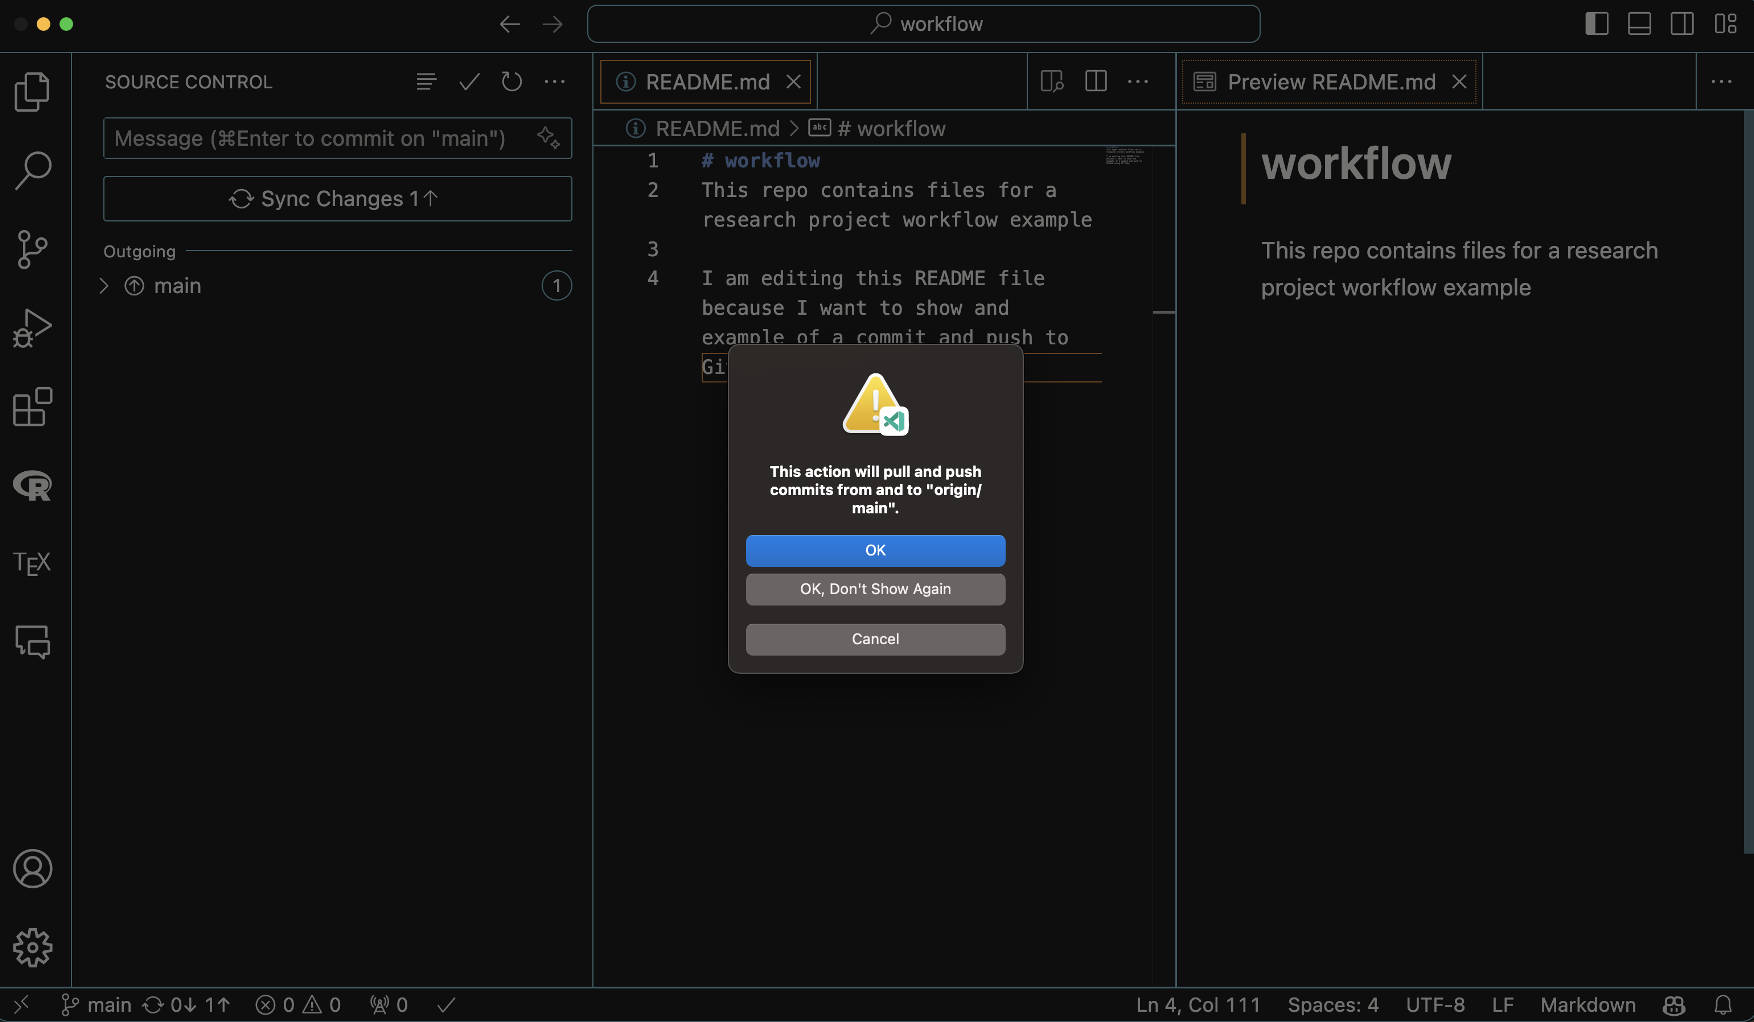 workflow
SOURCE CONTROL
Message (⌘Enter to commit on "main")
Sync Changes 1↑
Outgoing
main
1
README.md
README.md > abc # workflow
1 # workflow
2 This repo contains files for a
research project workflow example
3
4 I am editing this README file
because I want to show and
example of a commit and push to
Gi
Preview README.md
workflow
This repo contains files for a research
project workflow example
This action will pull and push
commits from and to "origin/
main".
OK
OK, Don't Show Again
Cancel
R
TEX
main 0↓ 1↑ 0 0 0
Ln 4, Col 111 Spaces: 4 UTF-8 LF Markdown